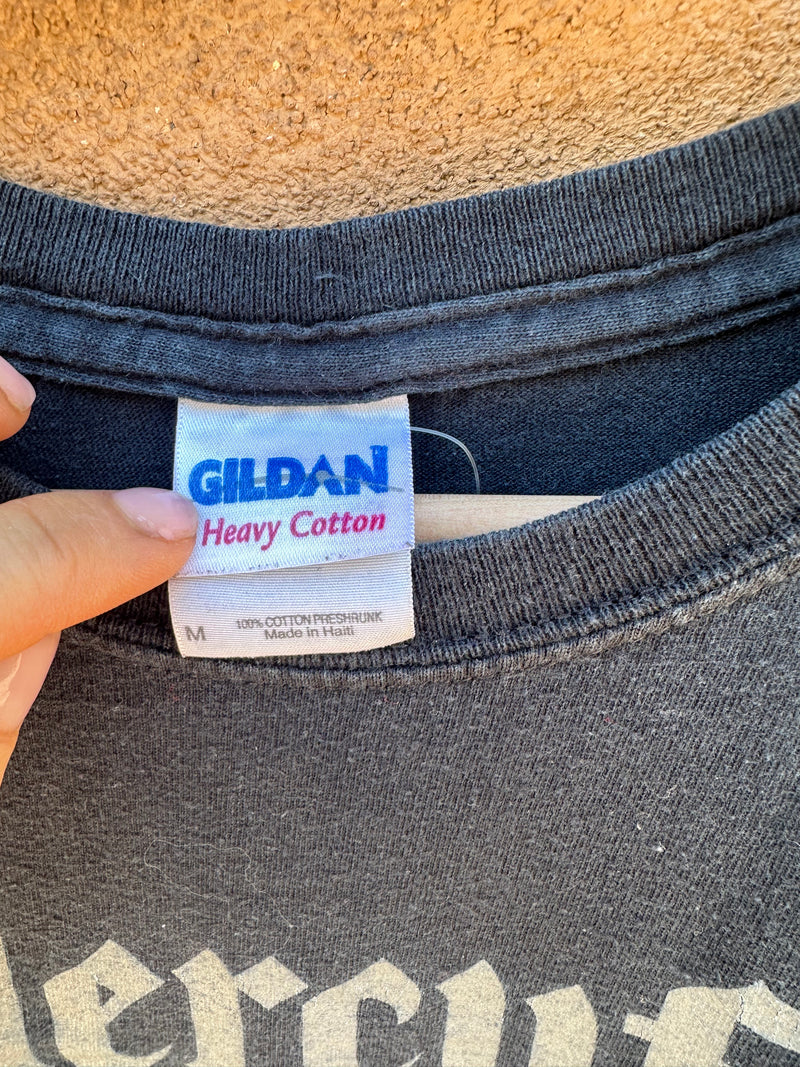 GILDAN
Heavy Cotton
M
100% COTTON PRESHRUNK
Made in Haiti